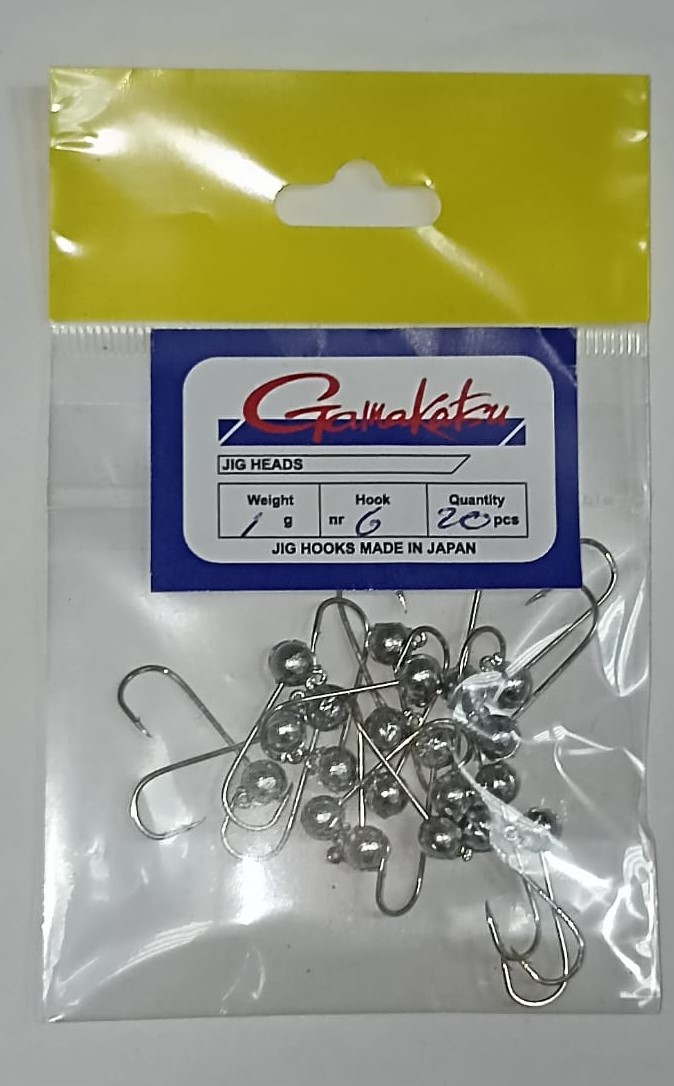 Gamakatsu
JIG HEADS
Weight Hook Quantity
1 g nr 6 20 pcs
JIG HOOKS MADE IN JAPAN